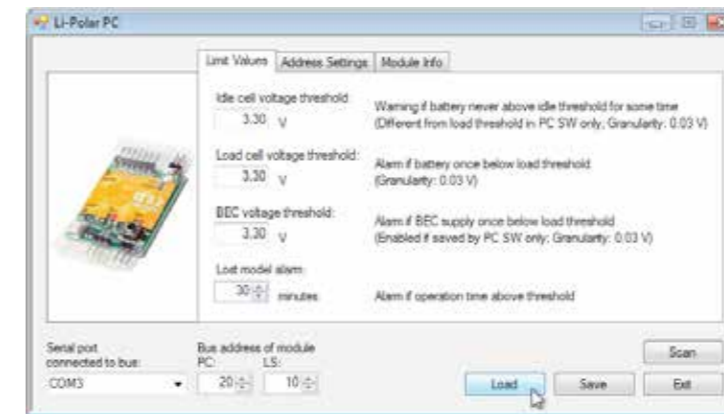 Li-Polar PC
Limit Values Address Settings Module Info
Idle cell voltage threshold:
3.30 V
Warning if battery never above idle threshold for some time
(Different from load threshold in PC SW only, Granularity: 0.03 V)
Load cell voltage threshold:
3.30 V
Alarm if battery once below load threshold
(Granularity: 0.03 V)
BEC voltage threshold:
3.30 V
Alarm if BEC supply once below load threshold
(Enabled if saved by PC SW only; Granularity: 0.03 V)
Lost model alarm:
30 minutes
Alarm if operation time above threshold
Serial port
connected to bus:
COM3
Bus address of module
PC: LS:
20 10
Scan
Load Save Exit